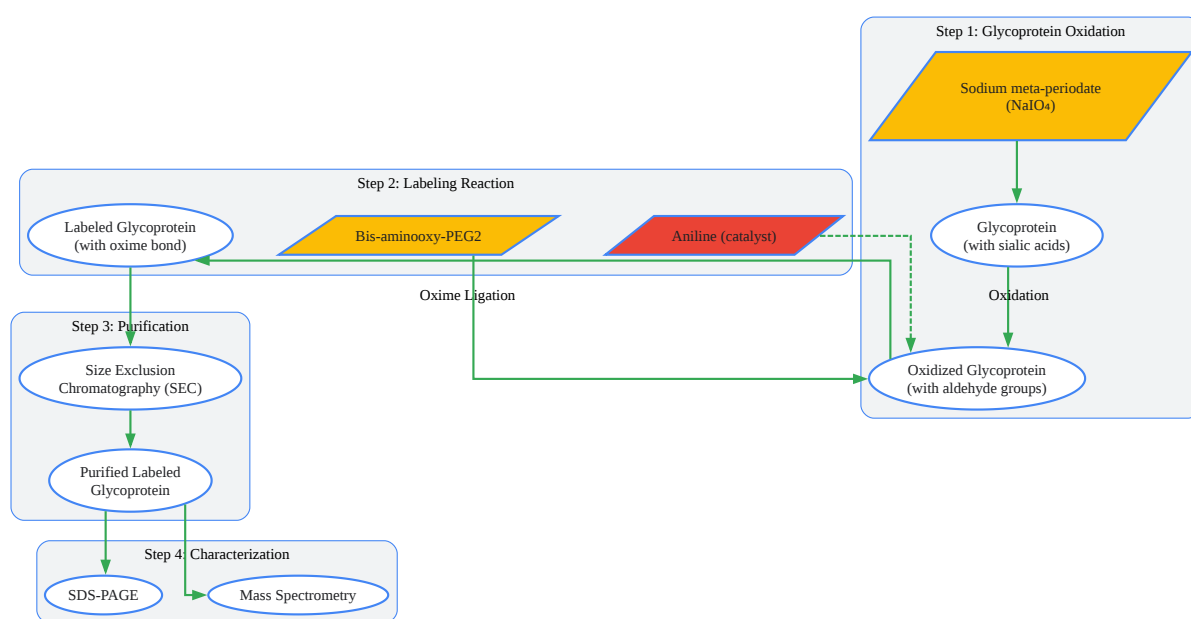 Step 1: Glycoprotein Oxidation
Sodium meta-periodate
(NaIO₄)
Glycoprotein
(with sialic acids)
Oxidation
Oxidized Glycoprotein
(with aldehyde groups)
Step 2: Labeling Reaction
Labeled Glycoprotein
(with oxime bond)
Bis-aminooxy-PEG2
Aniline (catalyst)
Oxime Ligation
Step 3: Purification
Size Exclusion
Chromatography (SEC)
Purified Labeled
Glycoprotein
Step 4: Characterization
SDS-PAGE
Mass Spectrometry